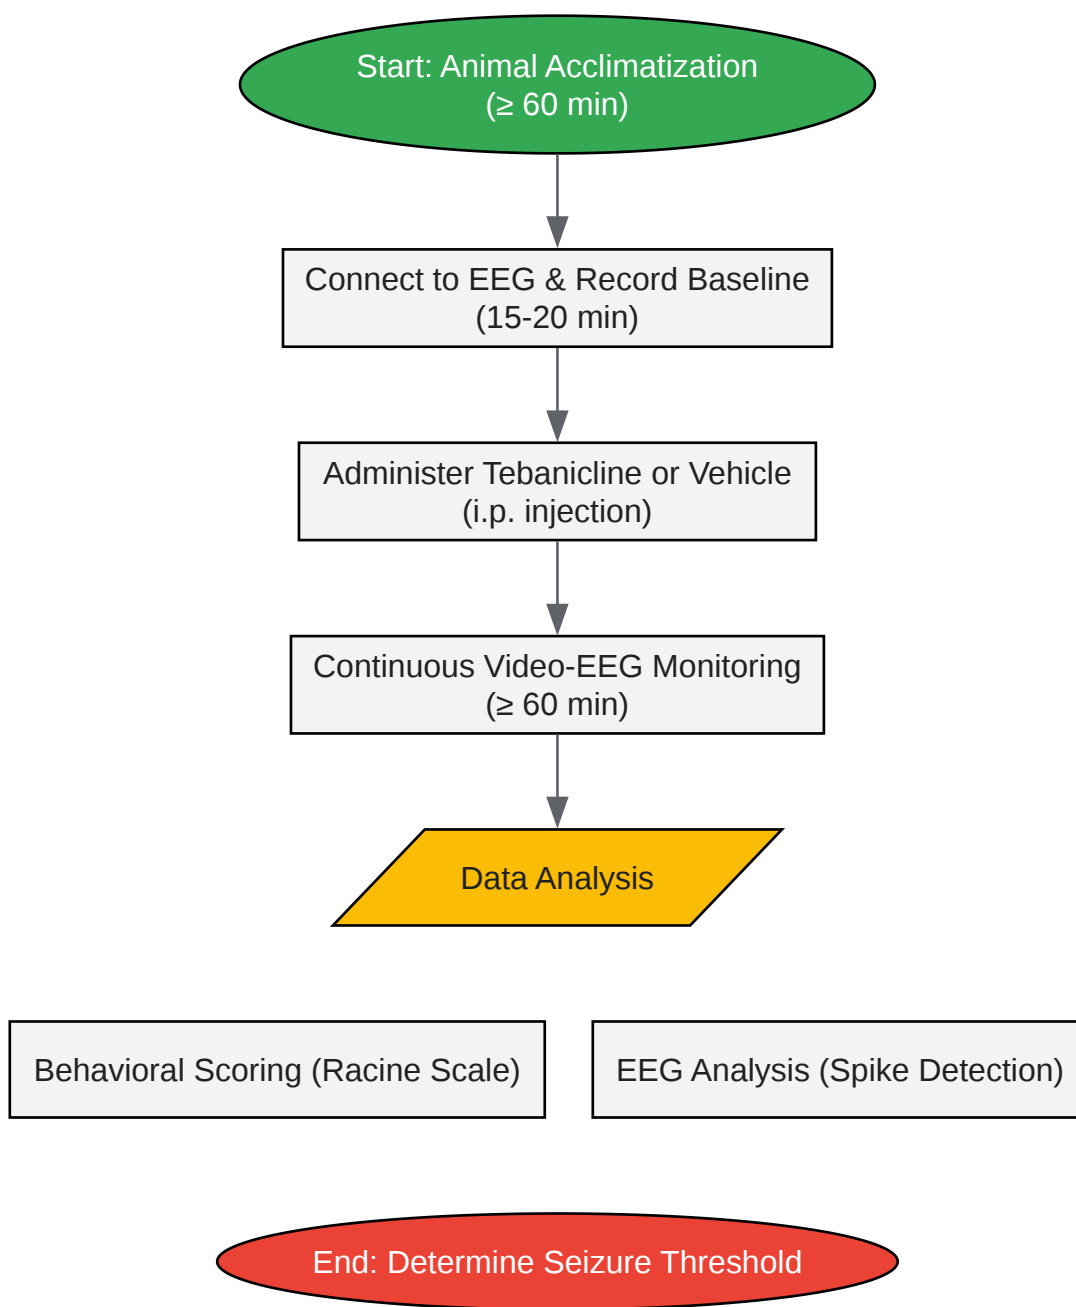 Start: Animal Acclimatization
(≥ 60 min)
Connect to EEG & Record Baseline
(15-20 min)
Administer Tebanicline or Vehicle
(i.p. injection)
Continuous Video-EEG Monitoring
(≥ 60 min)
Data Analysis
Behavioral Scoring (Racine Scale)
EEG Analysis (Spike Detection)
End: Determine Seizure Threshold